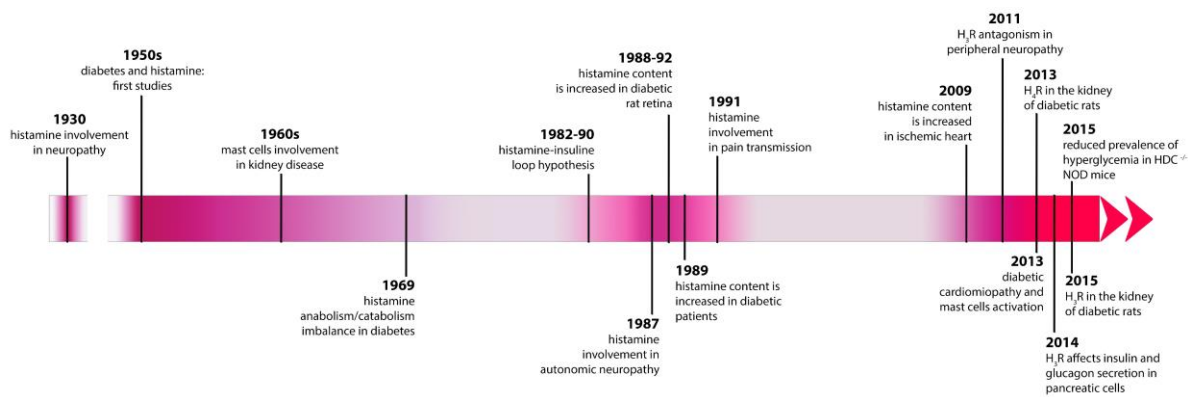 1930
histamine involvement
in neuropathy
1950s
diabetes and histamine:
first studies
1960s
mast cells involvement
in kidney disease
1969
histamine
anabolism/catabolism
imbalance in diabetes
1982-90
histamine-insuline
loop hypothesis
1987
histamine
involvement in
autonomic neuropathy
1988-92
histamine content
is increased in diabetic
rat retina
1989
histamine content is
increased in diabetic
patients
1991
histamine
involvement
in pain transmission
2009
histamine content
is increased
in ischemic heart
2011
H₃R antagonism in
peripheral neuropathy
2013
H₄R in the kidney
of diabetic rats
2013
diabetic
cardiomiopathy and
mast cells activation
2014
H₃R affects insulin and
glucagon secretion in
pancreatic cells
2015
reduced prevalence of
hyperglycemia in HDC⁻/⁻
NOD mice
2015
H₃R in the kidney
of diabetic rats